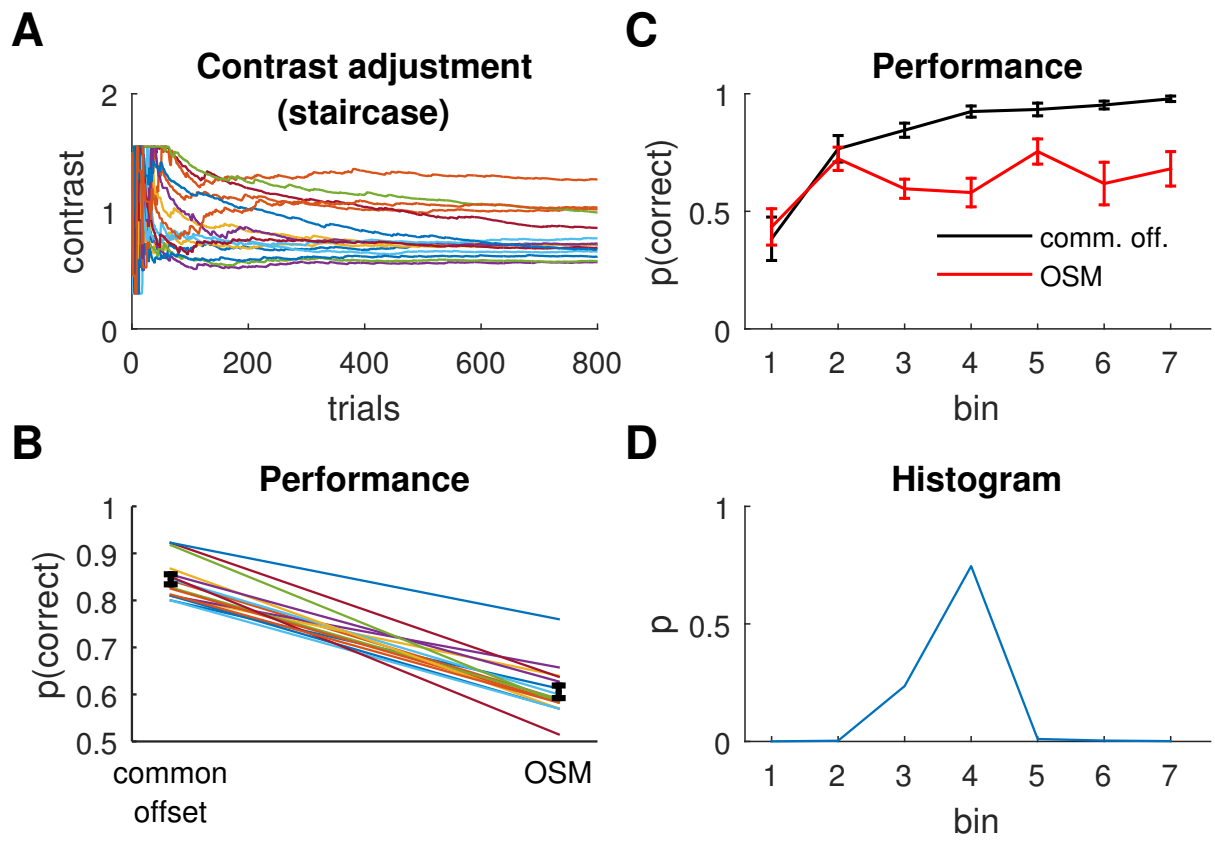 A
Contrast adjustment
(staircase)
2
1
0
contrast
0 200 400 600 800
trials
C
Performance
1
0.5
0
p(correct)
comm. off.
OSM
1 2 3 4 5 6 7
bin
B
Performance
1
0.9
0.8
0.7
0.6
0.5
p(correct)
common
offset
OSM
D
Histogram
1
0.5
0
p
1 2 3 4 5 6 7
bin